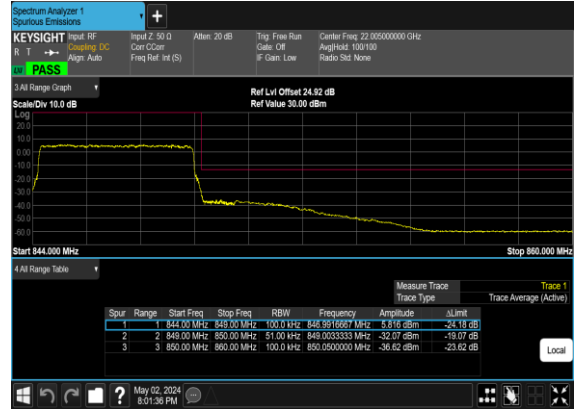 Spectrum Analyzer 1
Spurious Emissions
+
KEYSIGHT Input: RF Input Z: 50 Ω Atten: 20 dB Trig: Free Run Center Freq: 22.005000000 GHz
R T Coupling: DC Corr CCorr Gate: Off Avg|Hold: 100/100
Align: Auto Freq Ref: Int (S) IF Gain: Low Radio Std: None
PASS
3 All Range Graph
Ref Lvl Offset 24.92 dB
Scale/Div 10.0 dB Ref Value 30.00 dBm
Log
20.0
10.0
0.00
-10.0
-20.0
-30.0
-40.0
-50.0
-60.0
Start 844.000 MHz Stop 860.000 MHz
4 All Range Table
Measure Trace Trace 1
Trace Type Trace Average (Active)
Spur Range Start Freq Stop Freq RBW Frequency Amplitude ΔLimit
1 1 844.00 MHz 849.00 MHz 100.0 kHz 846.9916667 MHz 5.816 dBm -24.18 dB
2 2 849.00 MHz 850.00 MHz 51.00 kHz 849.0033333 MHz -32.07 dBm -19.07 dB
3 3 850.00 MHz 860.00 MHz 100.0 kHz 850.0500000 MHz -36.62 dBm -23.62 dB
Local
? May 02, 2024
8:01:36 PM